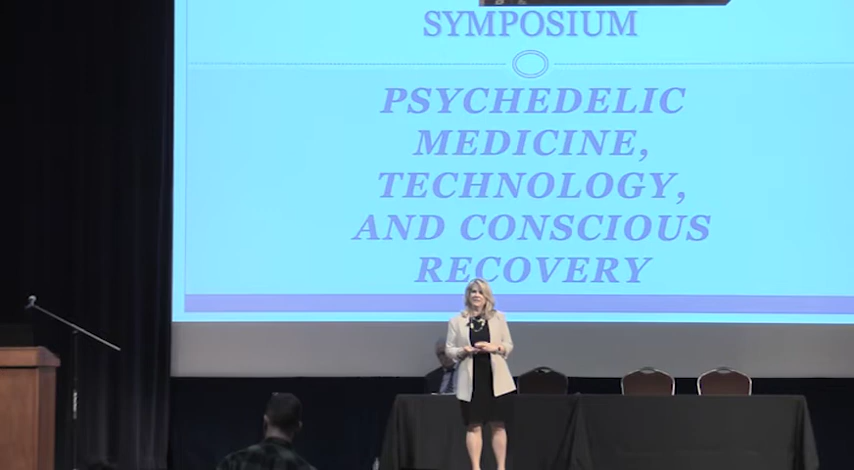 SYMPOSIUM
PSYCHEDELIC
MEDICINE,
TECHNOLOGY,
AND CONSCIOUS
RECOVERY